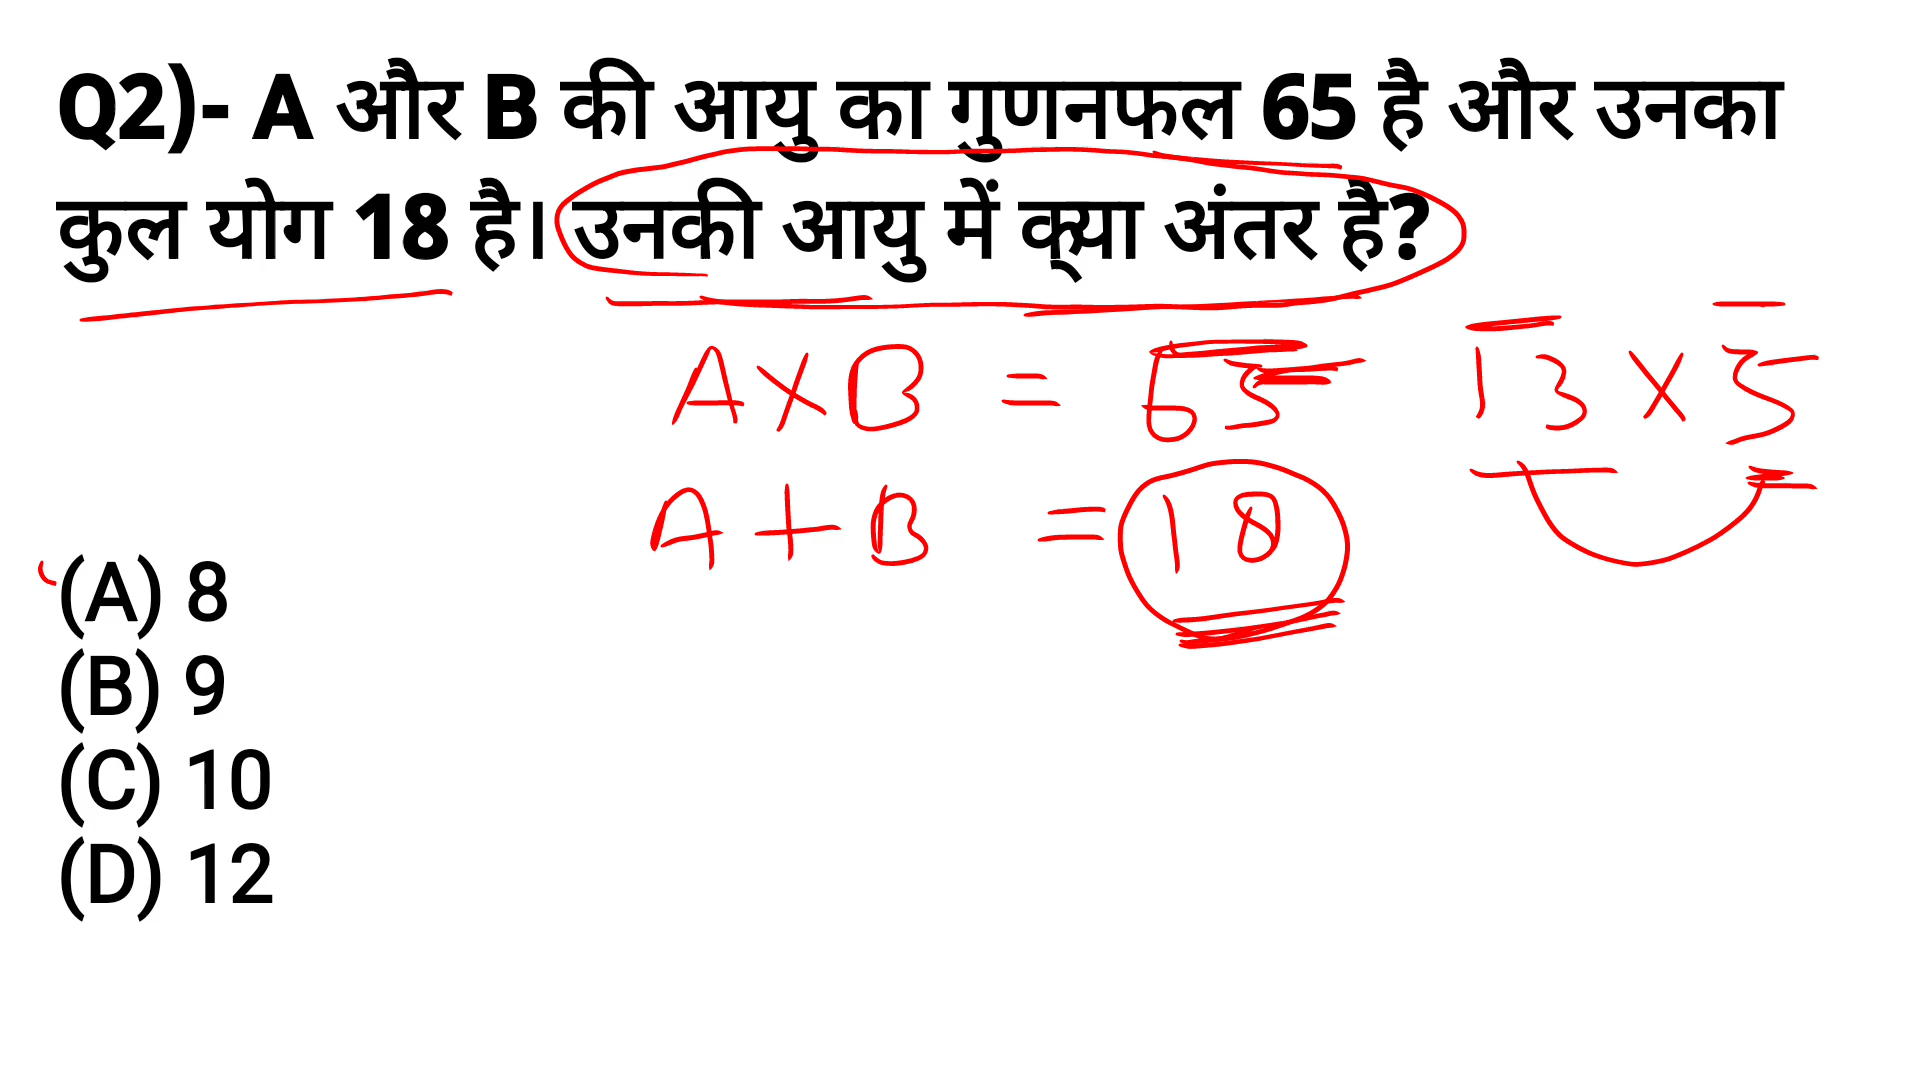 Q2)- A और B की आयु का गुणनफल 65 है और उनका
कुल योग 18 है। उनकी आयु में क्या अंतर है?
A × B = 65 13 × 5
A + B = 18
(A) 8
(B) 9
(C) 10
(D) 12